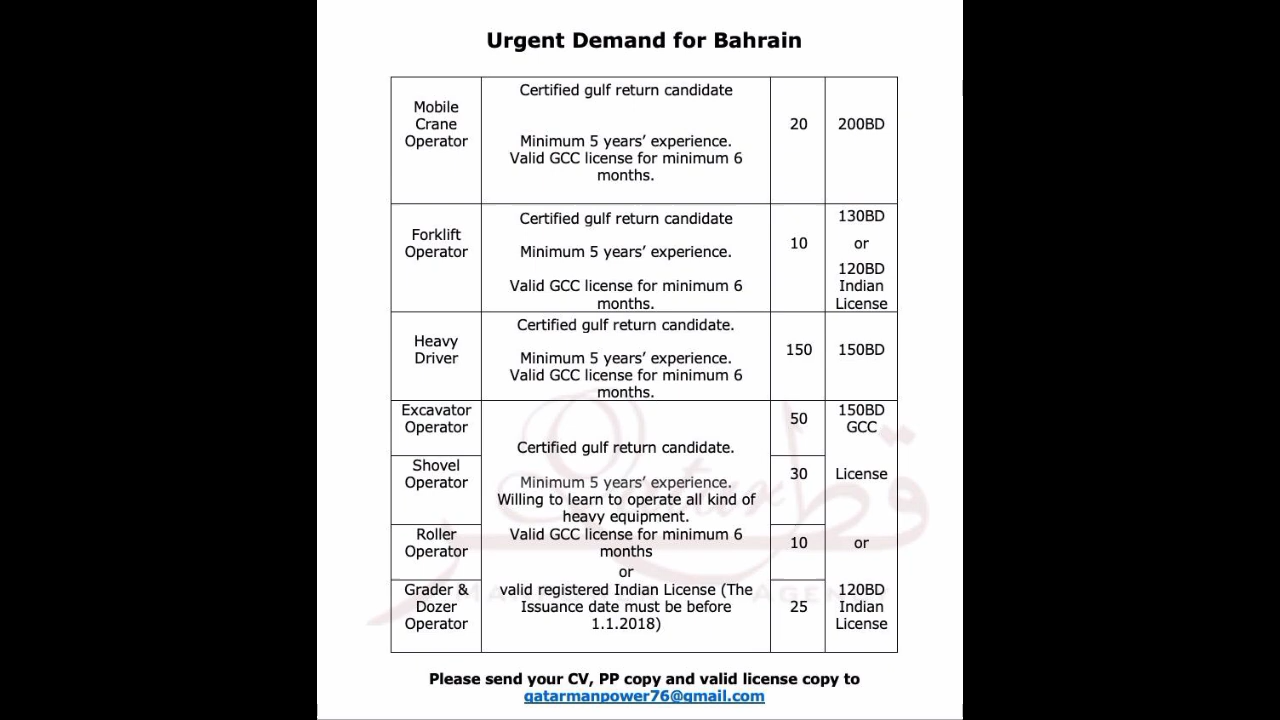 Urgent Demand for Bahrain
Mobile
Crane
Operator
Certified gulf return candidate
Minimum 5 years’ experience.
Valid GCC license for minimum 6
months.
20
200BD
Forklift
Operator
Certified gulf return candidate
Minimum 5 years’ experience.
Valid GCC license for minimum 6
months.
10
130BD
or
120BD
Indian
License
Heavy
Driver
Certified gulf return candidate.
Minimum 5 years’ experience.
Valid GCC license for minimum 6
months.
150
150BD
Excavator
Operator
50
Shovel
Operator
30
Roller
Operator
10
Grader &
Dozer
Operator
25
Certified gulf return candidate.
Minimum 5 years’ experience.
Willing to learn to operate all kind of
heavy equipment.
Valid GCC license for minimum 6
months
or
valid registered Indian License (The
Issuance date must be before
1.1.2018)
150BD
GCC
License
or
120BD
Indian
License
قطر
Please send your CV, PP copy and valid license copy to
qatarmanpower76@gmail.com